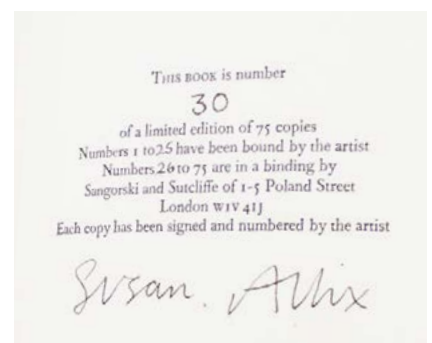 THIS BOOK is number
30
of a limited edition of 75 copies
Numbers 1 to 25 have been bound by the artist
Numbers 26 to 75 are in a binding by
Sangorski and Sutcliffe of 1-5 Poland Street
London W1V 4IJ
Each copy has been signed and numbered by the artist
Susan. Allix